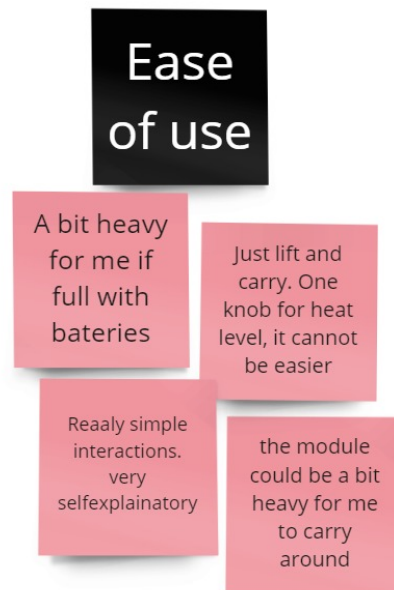 Ease
of use
A bit heavy
for me if
full with
bateries
Just lift and
carry. One
knob for heat
level, it cannot
be easier
Reaaly simple
interactions.
very
selfexplainatory
the module
could be a bit
heavy for me
to carry
around